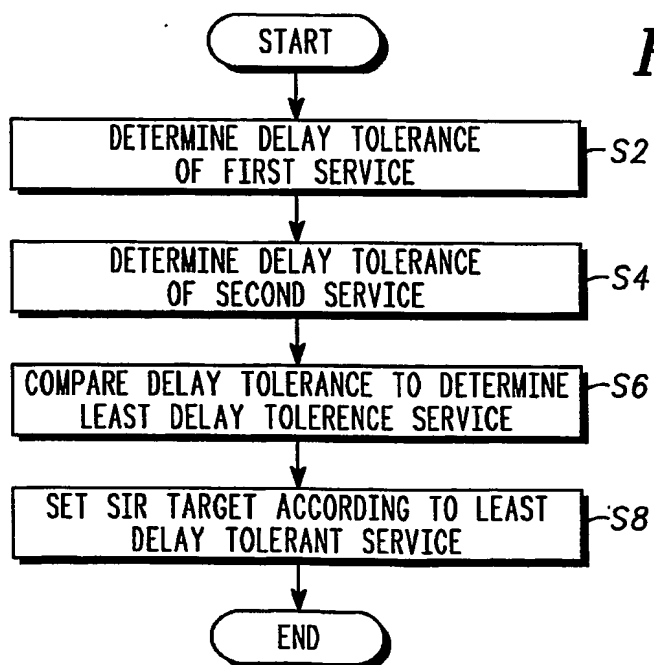 START
DETERMINE DELAY TOLERANCE
OF FIRST SERVICE
S2
DETERMINE DELAY TOLERANCE
OF SECOND SERVICE
S4
COMPARE DELAY TOLERANCE TO DETERMINE
LEAST DELAY TOLERENCE SERVICE
S6
SET SIR TARGET ACCORDING TO LEAST
DELAY TOLERANT SERVICE
S8
END